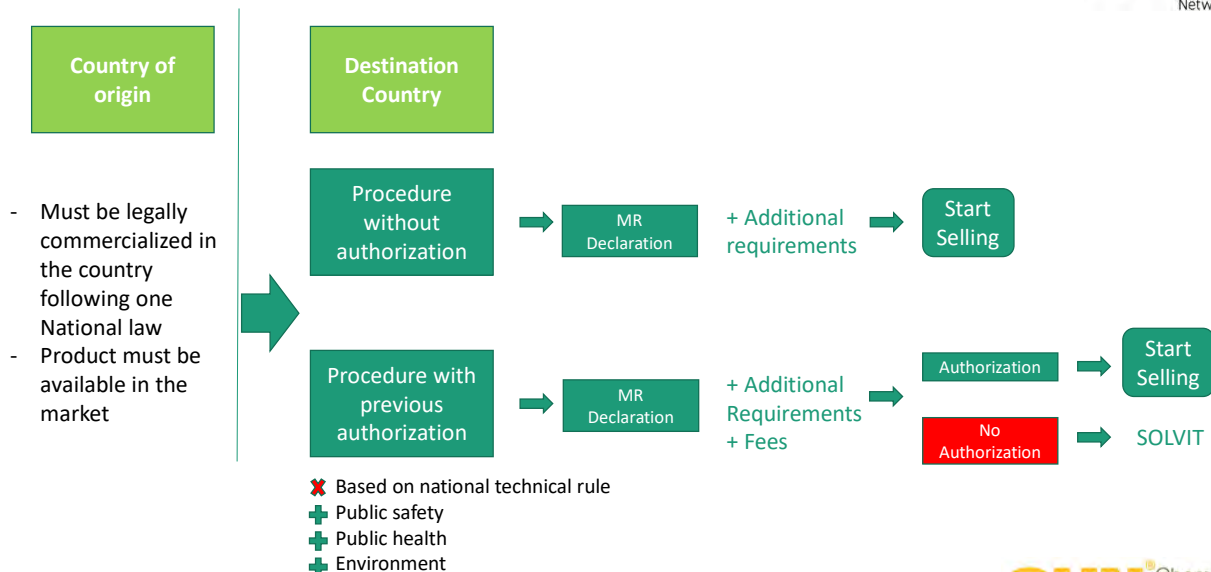 Netw
Country of
origin
Destination
Country
- Must be legally
commercialized in
the country
following one
National law
- Product must be
available in the
market
Procedure
without
authorization
MR
Declaration
+ Additional
requirements
Start
Selling
Procedure with
previous
authorization
MR
Declaration
+ Additional
Requirements
+ Fees
Authorization
Start
Selling
No
Authorization
SOLVIT
Based on national technical rule
Public safety
Public health
Environment